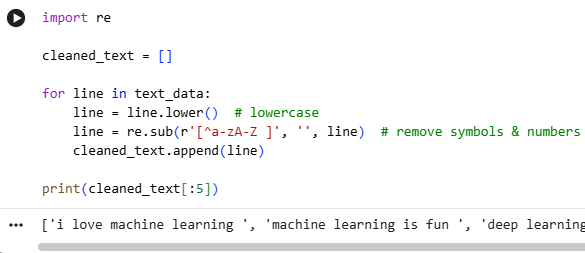 import re
cleaned_text = []
for line in text_data:
    line = line.lower()  # lowercase
    line = re.sub(r'[^a-zA-Z ]', '', line)  # remove symbols & numbers
    cleaned_text.append(line)
print(cleaned_text[:5])
['i love machine learning ', 'machine learning is fun ', 'deep learning